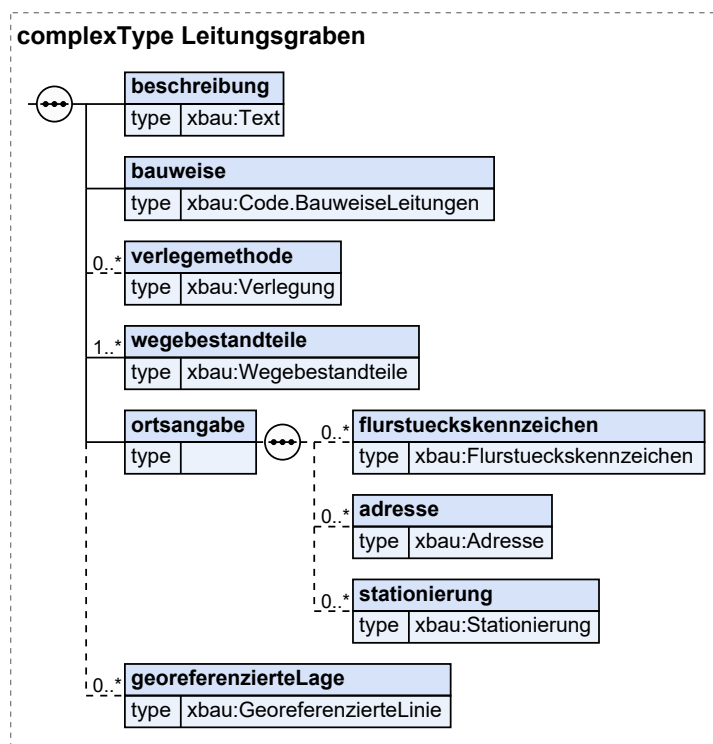 complexType Leitungsgraben
beschreibung
type xbau:Text
bauweise
type xbau:Code.BauweiseLeitungen
0..* verlegemethode
type xbau:Verlegung
1..* wegebestandteile
type xbau:Wegebestandteile
ortsangabe
type
0..* flurstueckskennzeichen
type xbau:Flurstueckskennzeichen
0..* adresse
type xbau:Adresse
0..* stationierung
type xbau:Stationierung
0..* georeferenzierteLage
type xbau:GeoreferenzierteLinie